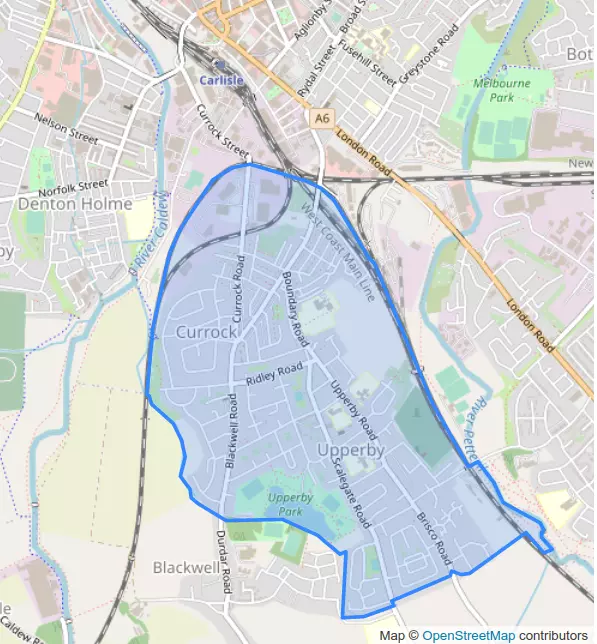 Aglionby St
Broad S
Rydal Street
Fusehill Street
Greystone Road
Bot
Carlisle
Melbourne
Park
Currock Street
A6
London Road
Nelson Street
New
Norfolk Street
Denton Holme
River Caldew
by
West Coast Main Line
Currock Road
Boundary Road
London Road
Currock
Ridley Road
Upperby Road
River Petteril
Blackwell Road
Upperby
Scalegate Road
Upperby
Park
Brisco Road
Durdar Road
Blackwell
le
Caldew R
Map © OpenStreetMap contributors